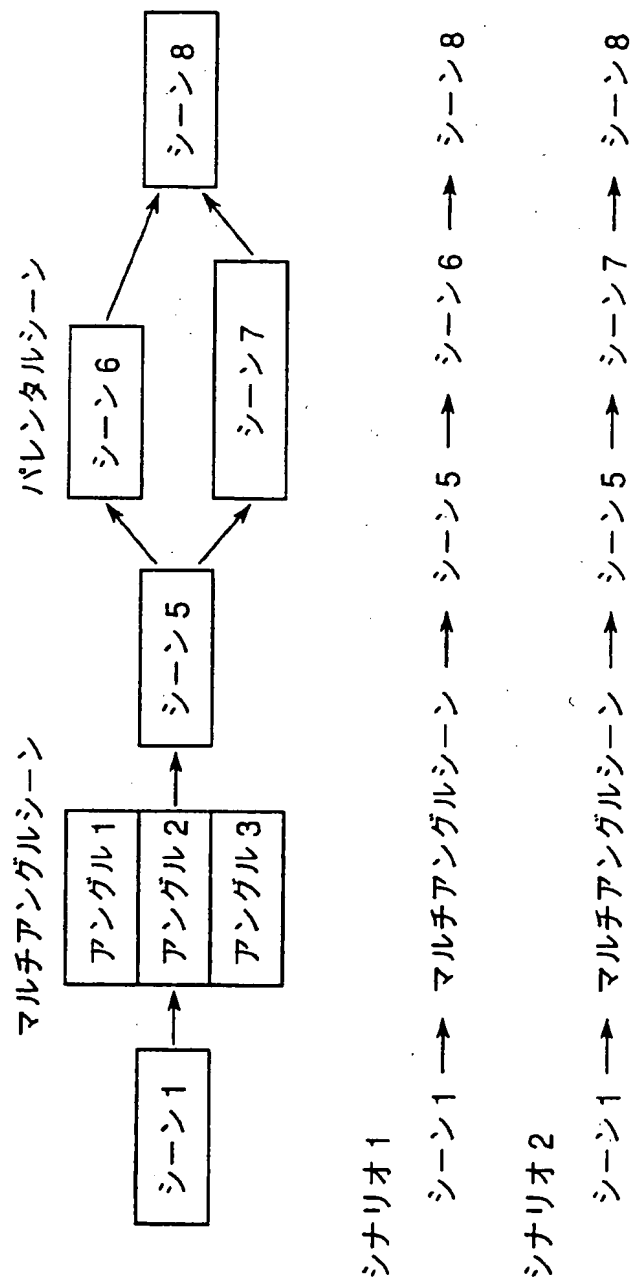 マルチアングルシーン
パレンタルシーン
シーン1
アングル1
アングル2
アングル3
シーン5
シーン6
シーン7
シーン8
シナリオ1
シーン1 → マルチアングルシーン → シーン5 → シーン6 → シーン8
シナリオ2
シーン1 → マルチアングルシーン → シーン5 → シーン7 → シーン8